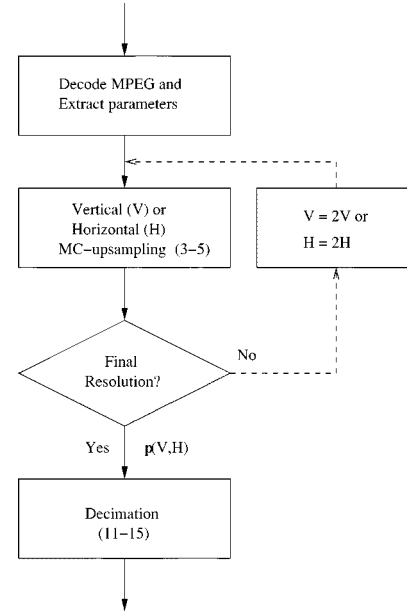 Decode MPEG and
Extract parameters
Vertical (V) or
Horizontal (H)
MC−upsampling (3−5)
V = 2V or
H = 2H
Final
Resolution?
No
Yes
p(V,H)
Decimation
(11−15)